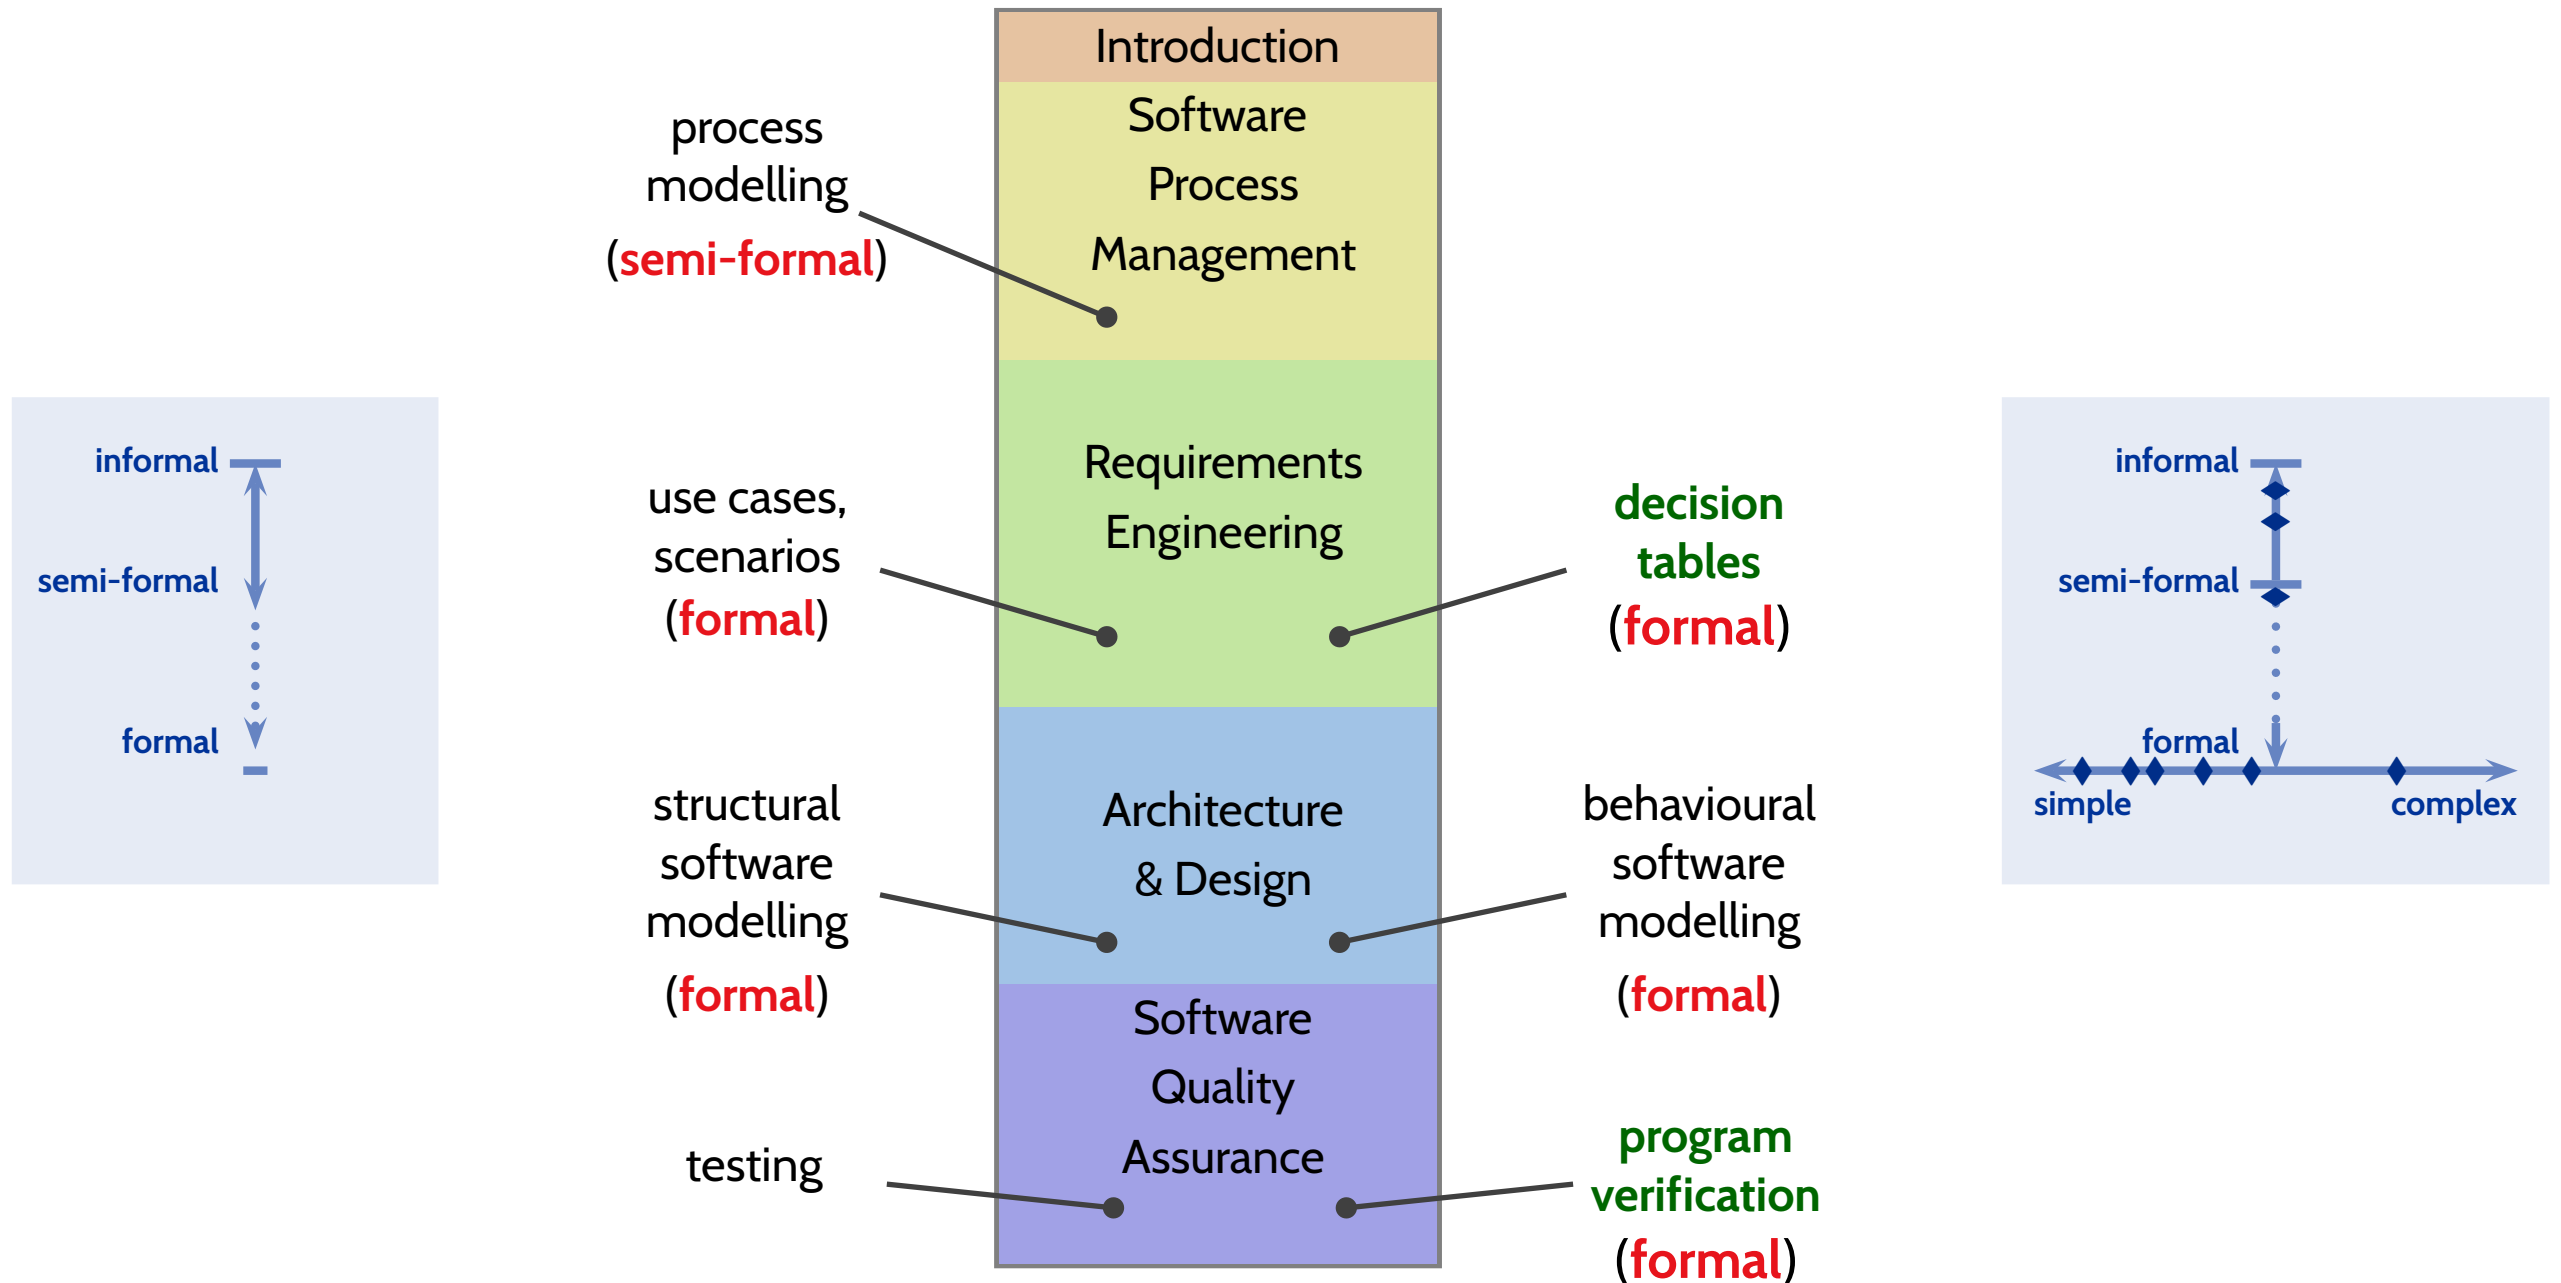 Introduction
Software
Process
Management
process
modelling
(semi-formal)
informal
semi-formal
formal
use cases,
scenarios
(formal)
Requirements
Engineering
decision
tables
(formal)
informal
semi-formal
formal
simple
complex
structural
software
modelling
(formal)
Architecture
& Design
behavioural
software
modelling
(formal)
Software
Quality
Assurance
testing
program
verification
(formal)